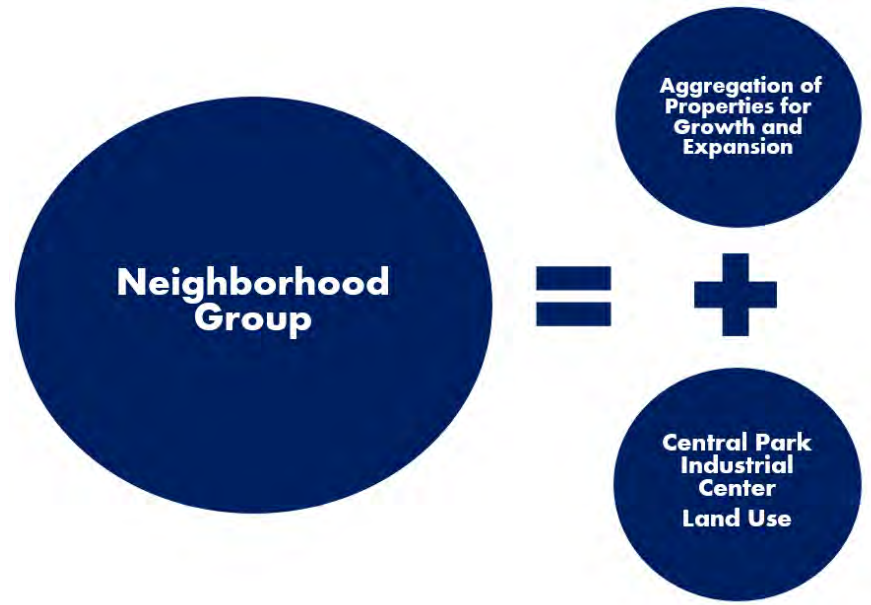 Neighborhood
Group
=
Aggregation of
Properties for
Growth and
Expansion
+
Central Park
Industrial
Center
Land Use